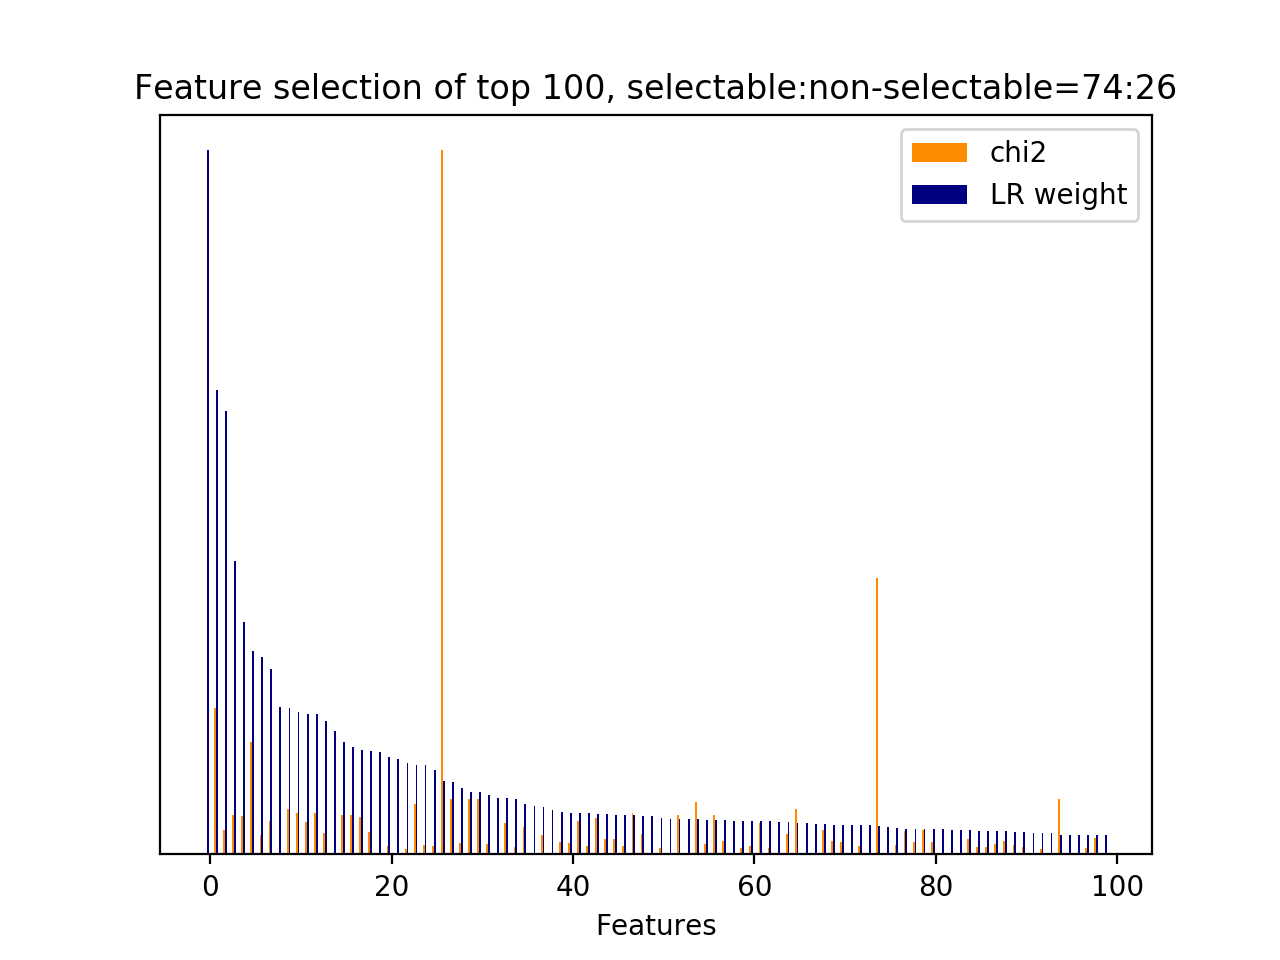 Feature selection of top 100, selectable:non-selectable=74:26
chi2
LR weight
0 20 40 60 80 100
Features